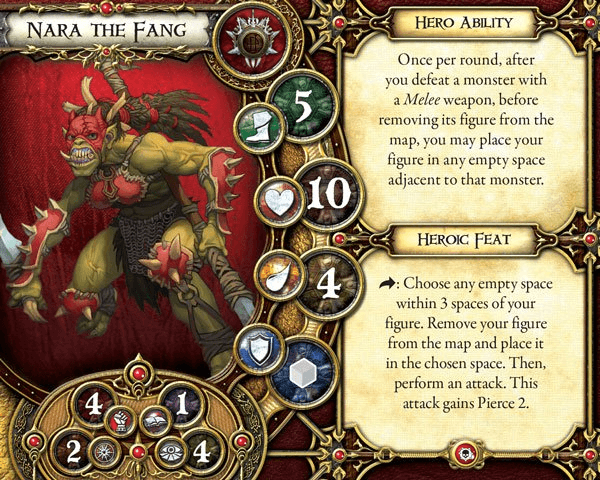 Nara the Fang
5
10
4
4
1
2
4
Hero Ability
Once per round, after
you defeat a monster with
a Melee weapon, before
removing its figure from the
map, you may place your
figure in any empty space
adjacent to that monster.
Heroic Feat
: Choose any empty space
within 3 spaces of your
figure. Remove your figure
from the map and place it
in the chosen space. Then,
perform an attack. This
attack gains Pierce 2.